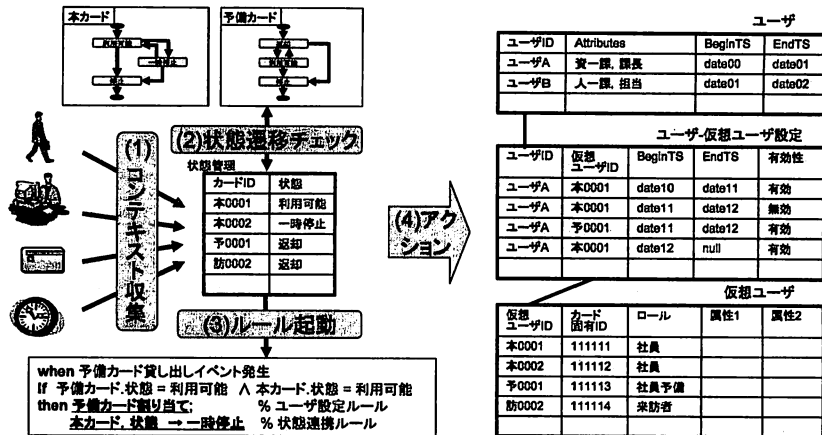 本カード
利用可能
一時停止
停止
予備カード
返却
利用可能
停止
(1)コンテキスト収集
(2)状態遷移チェック
状態管理
カードID 状態
本0001 利用可能
本0002 一時停止
予0001 返却
訪0002 返却
(3)ルール起動
when 予備カード貸し出しイベント発生
If 予備カード.状態 = 利用可能 ∧ 本カード.状態 = 利用可能
then 予備カード割り当て; % ユーザ設定ルール
本カード. 状態 → 一時停止 % 状態連携ルール
(4)アク
ション
ユーザ
ユーザID Attributes BeginTS EndTS
ユーザA 資一課, 課長 date00 date01
ユーザB 人一課, 担当 date01 date02
ユーザ-仮想ユーザ設定
ユーザID 仮想 BeginTS EndTS 有効性
ユーザID
ユーザA 本0001 date10 date11 有効
ユーザA 本0001 date11 date12 無効
ユーザA 予0001 date11 date12 有効
ユーザA 本0001 date12 null 有効
仮想ユーザ
仮想 カード ロール 属性1 属性2
ユーザID 固有ID
本0001 111111 社員
本0002 111112 社員
予0001 111113 社員予備
訪0002 111114 来訪者